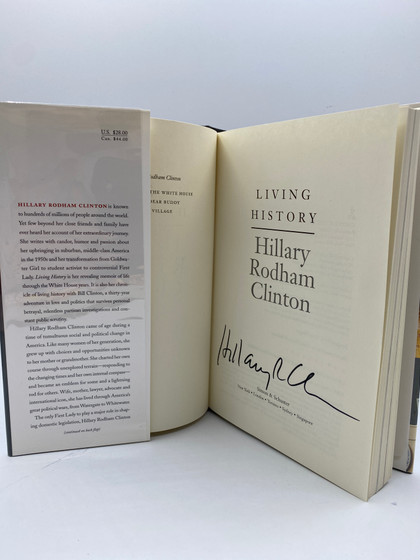 U.S. $28.00
Can. $44.00
HILLARY RODHAM CLINTON is known
to hundreds of millions of people around the world.
Yet few beyond her close friends and family have
ever heard her account of her extraordinary journey.
She writes with candor, humor and passion about
her upbringing in suburban, middle-class America
in the 1950s and her transformation from Goldwa-
ter Girl to student activist to controversial First
Lady. Living History is her revealing memoir of life
through the White House years. It is also her chron-
icle of living history with Bill Clinton, a thirty-year
adventure in love and politics that survives personal
betrayal, relentless partisan investigations and con-
stant public scrutiny.
Hillary Rodham Clinton came of age during a
time of tumultuous social and political change in
America. Like many women of her generation, she
grew up with choices and opportunities unknown
to her mother or grandmother. She charted her own
course through unexplored terrain—responding to
the changing times and her own internal compass—
and became an emblem for some and a lightning
rod for others. Wife, mother, lawyer, advocate and
international icon, she has lived through America's
great political wars, from Watergate to Whitewater.
The only First Lady to play a major role in shap-
ing domestic legislation, Hillary Rodham Clinton
(continued on back flap)
Rodham Clinton
THE WHITE HOUSE
DEAR BUDDY
VILLAGE
LIVING
HISTORY
Hillary
Rodham
Clinton
Simon & Schuster
New York • London • Toronto • Sydney • Singapore